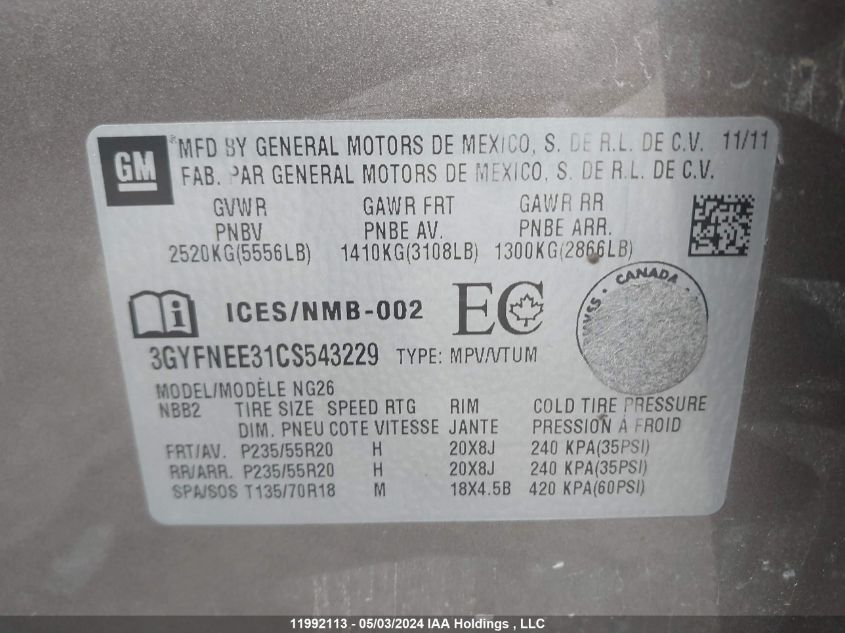 GM
MFD BY GENERAL MOTORS DE MEXICO, S. DE R.L. DE C.V. 11/11
FAB. PAR GENERAL MOTORS DE MEXICO, S. DE R.L. DE C.V.
GVWR GAWR FRT GAWR RR
PNBV PNBE AV. PNBE ARR.
2520KG(5556LB) 1410KG(3108LB) 1300KG(2866LB)
i ICES/NMB-002 EC
· CANADA ·
3GYFNEE31CS543229 TYPE: MPV/VTUM
MODEL/MODÈLE NG26
NBB2 TIRE SIZE SPEED RTG RIM COLD TIRE PRESSURE
DIM. PNEU COTE VITESSE JANTE PRESSION À FROID
FRT/AV. P235/55R20 H 20X8J 240 KPA(35PSI)
RR/ARR. P235/55R20 H 20X8J 240 KPA(35PSI)
SPA/SOS T135/70R18 M 18X4.5B 420 KPA(60PSI)
11992113 - 05/03/2024 IAA Holdings , LLC